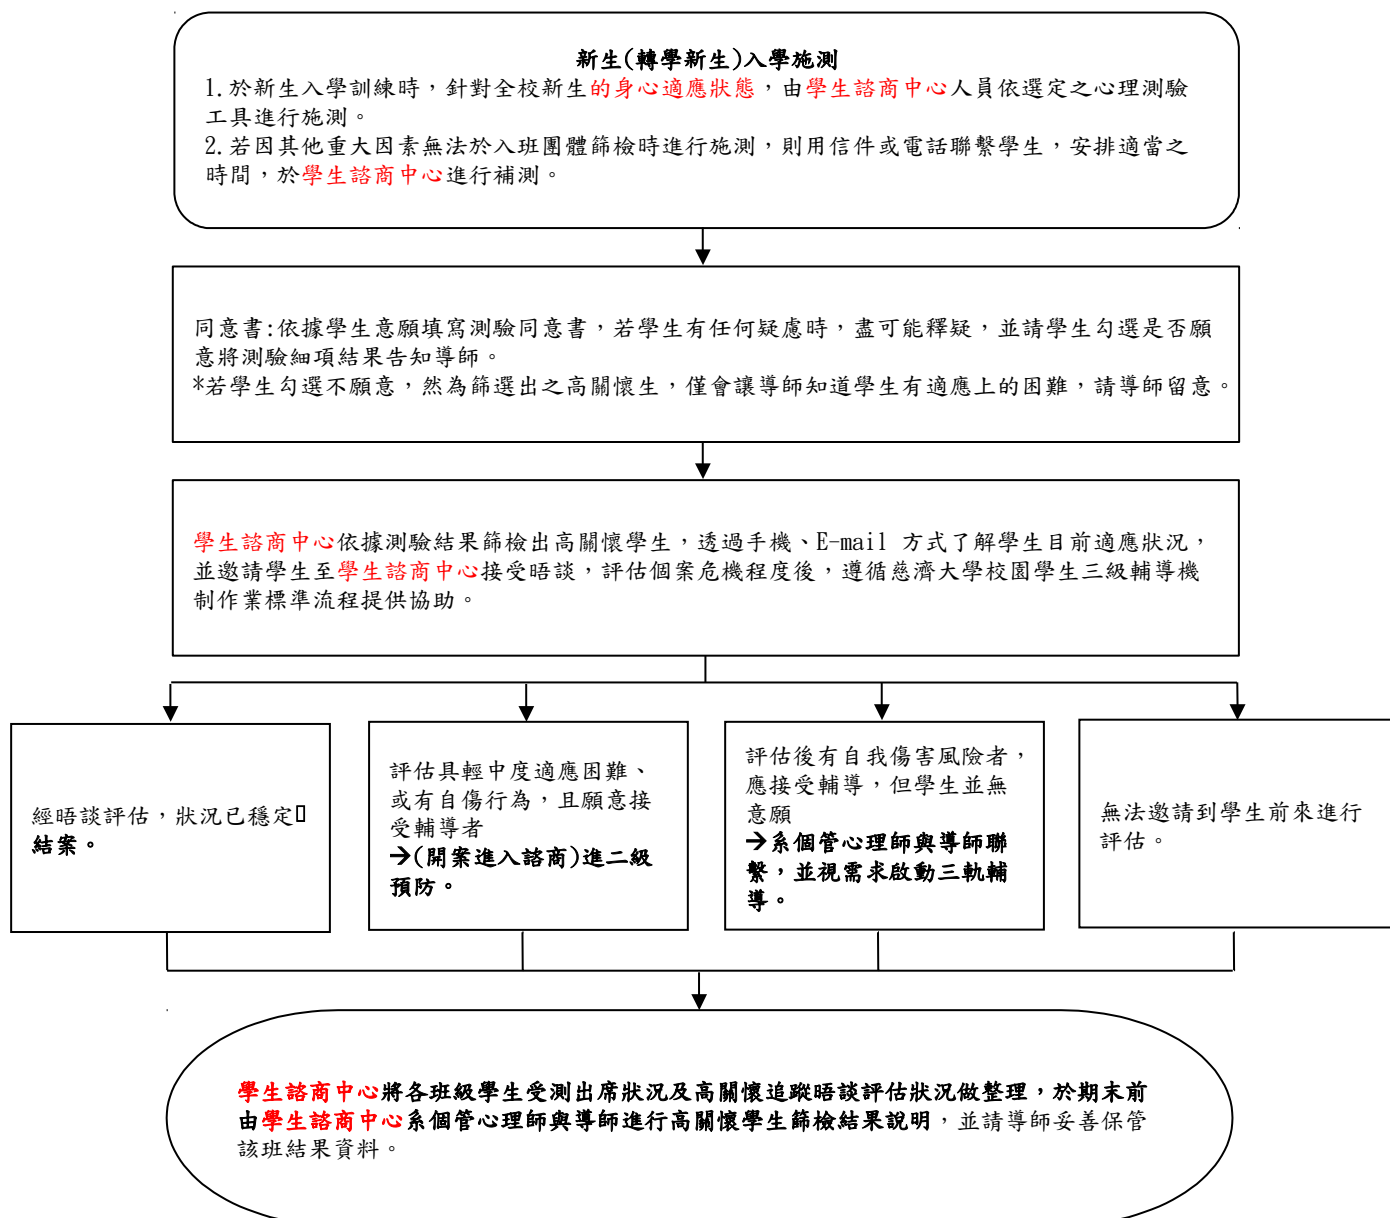 新生(轉學新生)入學施測
1.於新生入學訓練時，針對全校新生的身心適應狀態，由學生諮商中心人員依選定之心理測驗
工具進行施測。
2.若因其他重大因素無法於入班團體篩檢時進行施測，則用信件或電話聯繫學生，安排適當之
時間，於學生諮商中心進行補測。
同意書:依據學生意願填寫測驗同意書，若學生有任何疑慮時，盡可能釋疑，並請學生勾選是否願
意將測驗細項結果告知導師。
*若學生勾選不願意，然為篩選出之高關懷生，僅會讓導師知道學生有適應上的困難，請導師留意。
學生諮商中心依據測驗結果篩檢出高關懷學生，透過手機、E-mail 方式了解學生目前適應狀況，
並邀請學生至學生諮商中心接受晤談，評估個案危機程度後，遵循慈濟大學校園學生三級輔導機
制作業標準流程提供協助。
經晤談評估，狀況已穩定
結案。
評估具輕中度適應困難、
或有自傷行為，且願意接
受輔導者
→(開案進入諮商)進二級
預防。
評估後有自我傷害風險者，
應接受輔導，但學生並無
意願
→系個管心理師與導師聯
繫，並視需求啟動三軌輔
導。
無法邀請到學生前來進行
評估。
學生諮商中心將各班級學生受測出席狀況及高關懷追蹤晤談評估狀況做整理，於期末前
由學生諮商中心系個管心理師與導師進行高關懷學生篩檢結果說明，並請導師妥善保管
該班結果資料。